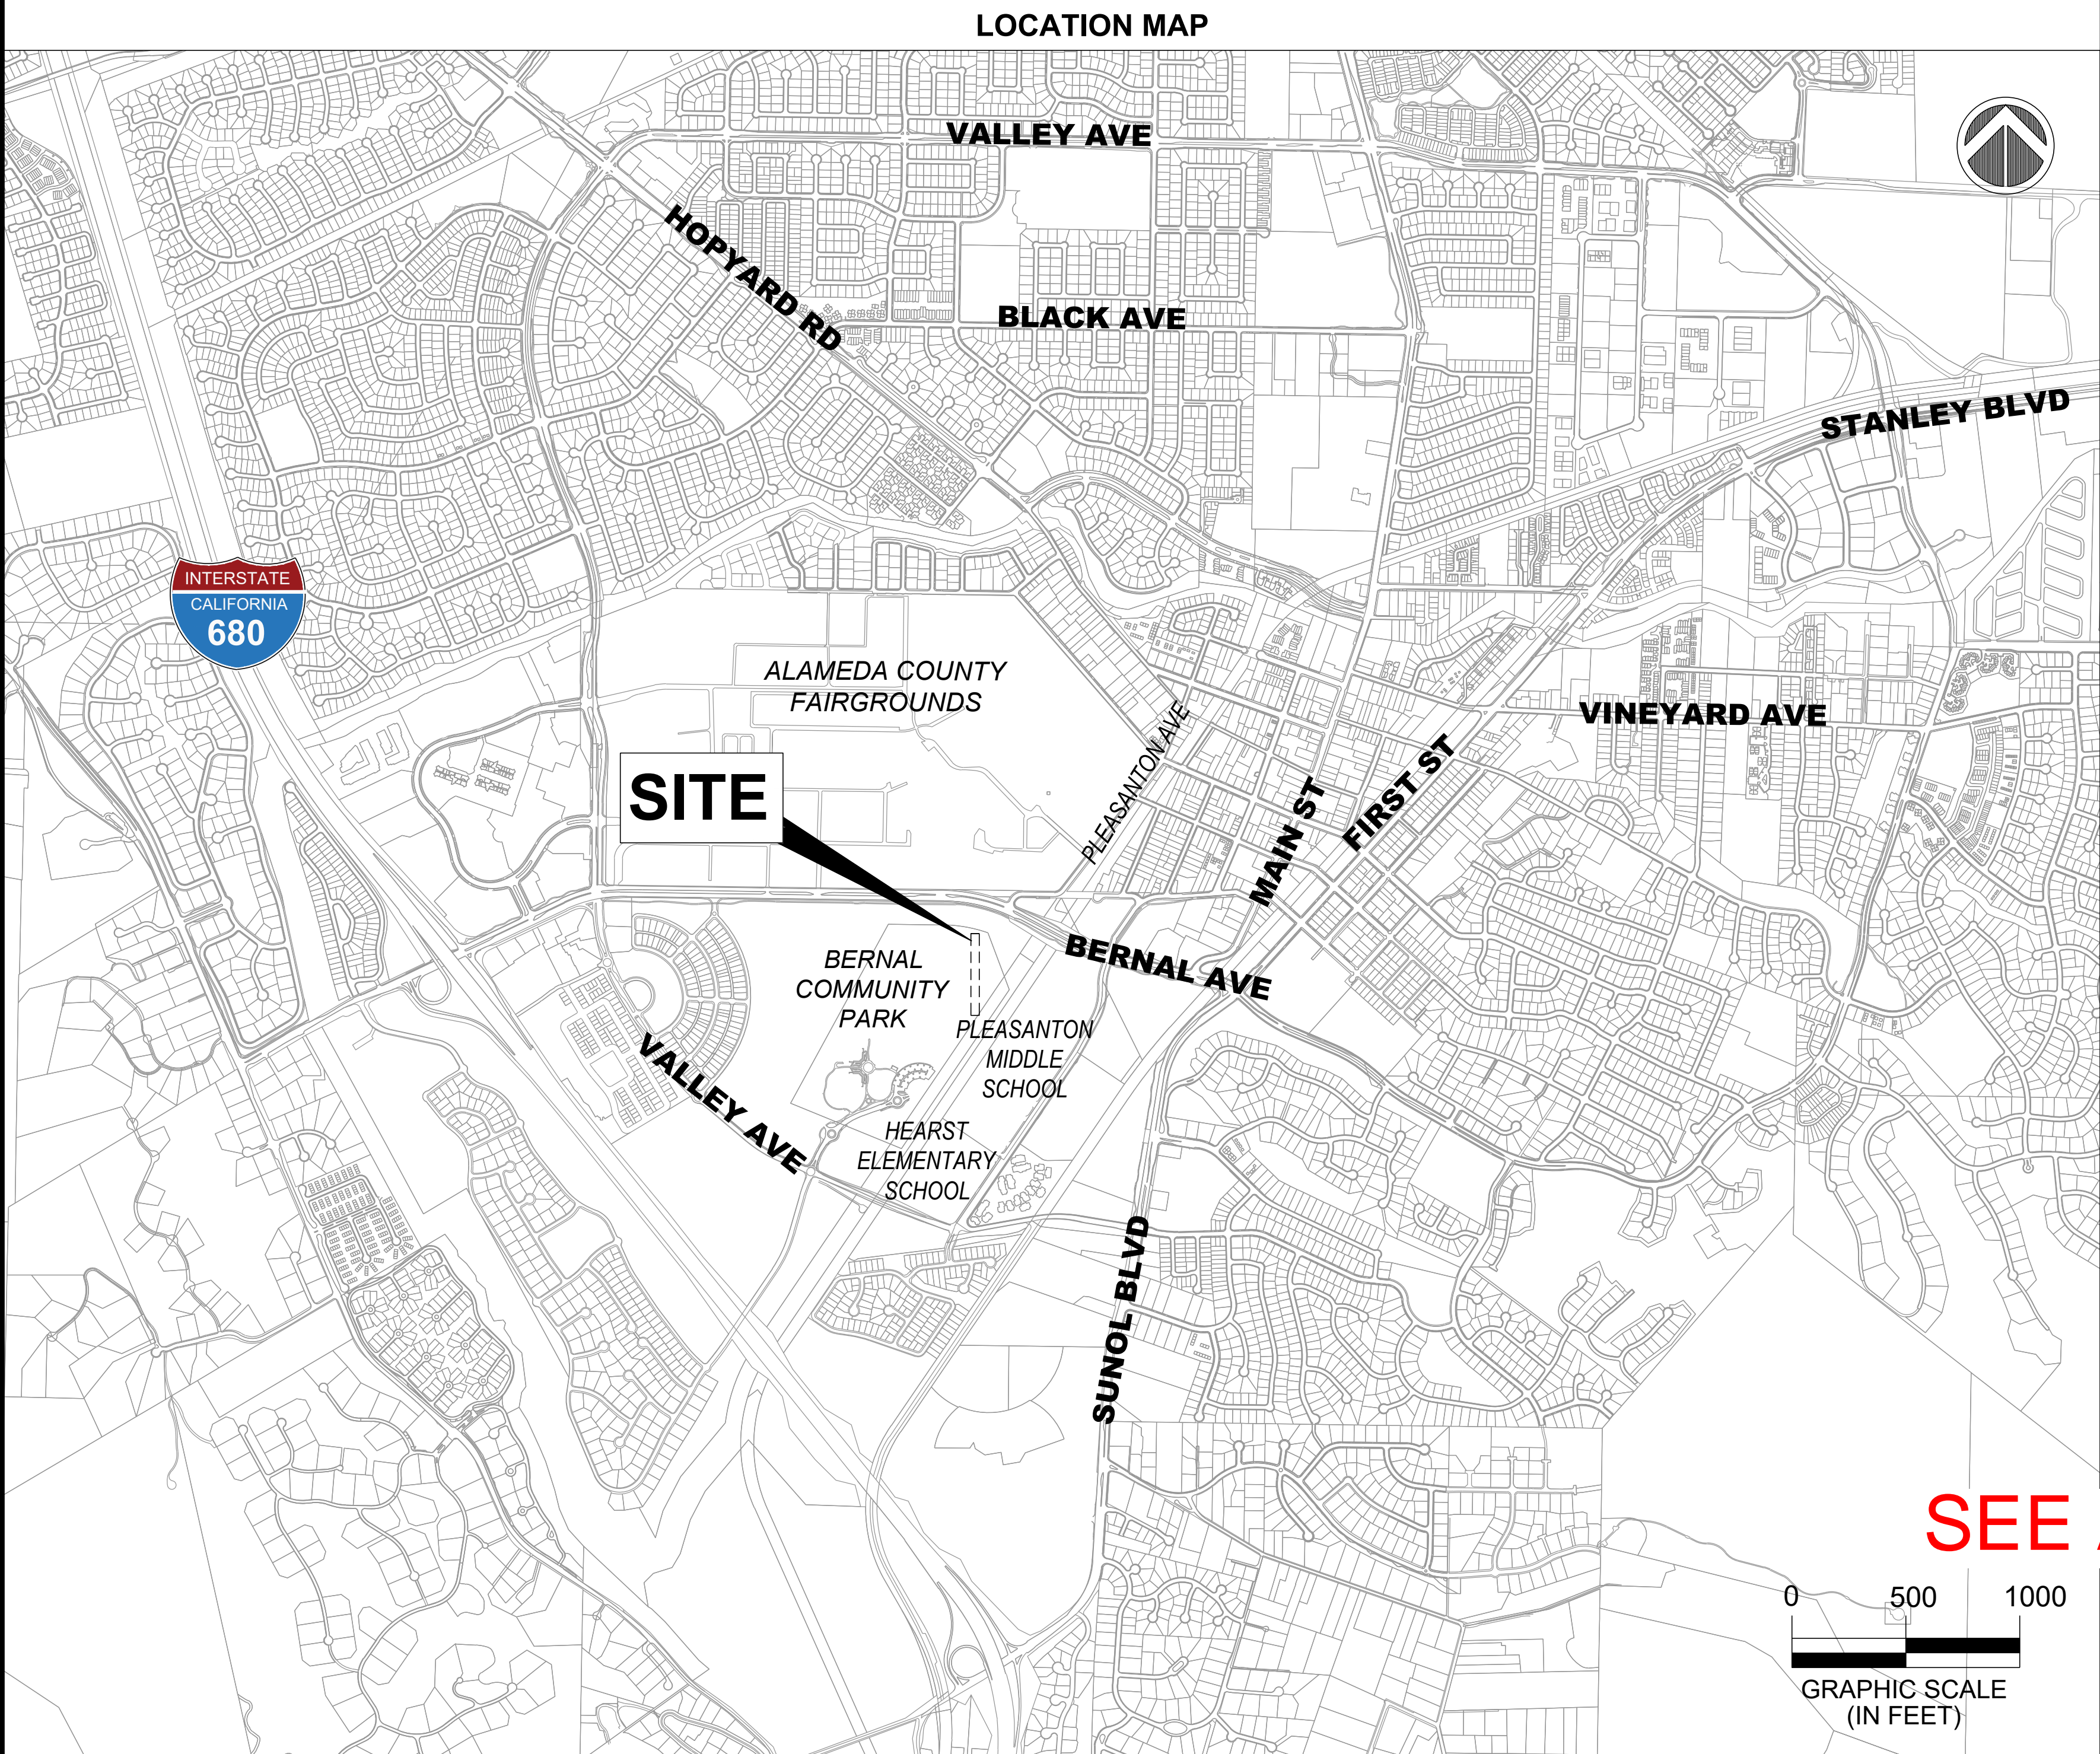 LOCATION MAP
VALLEY AVE
HOPYARD RD
BLACK AVE
STANLEY BLVD
INTERSTATE
CALIFORNIA
680
ALAMEDA COUNTY
FAIRGROUNDS
PLEASANTON AVE
VINEYARD AVE
SITE
MAIN ST
FIRST ST
BERNAL AVE
BERNAL
COMMUNITY
PARK
PLEASANTON
MIDDLE
SCHOOL
VALLEY AVE
HEARST
ELEMENTARY
SCHOOL
SUNOL BLVD
SEE
0 500 1000
GRAPHIC SCALE
(IN FEET)